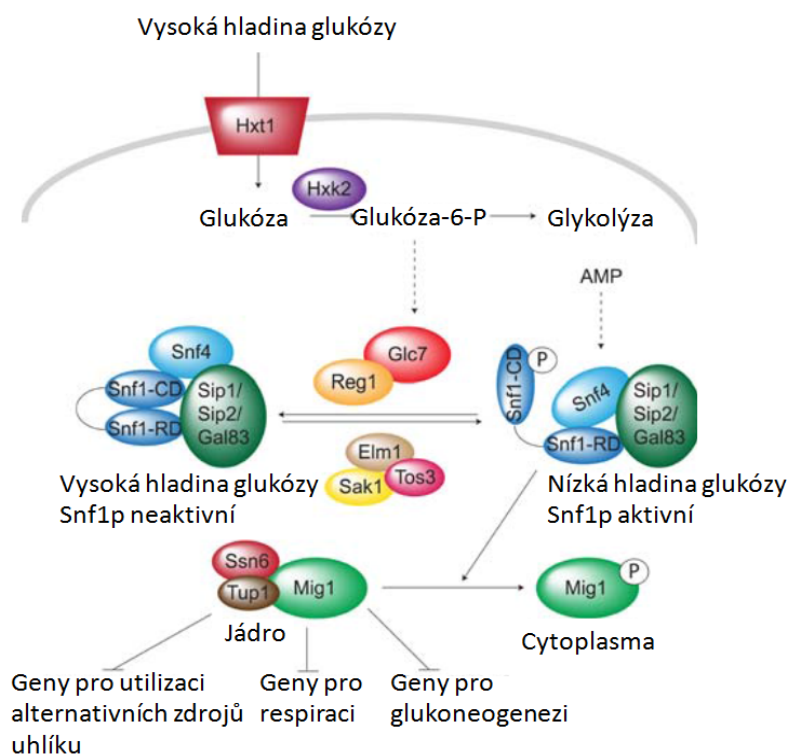 Vysoká hladina glukózy
Hxt1
Hxk2
Glukóza
Glukóza-6-P
Glykolýza
AMP
Snf4
Snf1-CD
Snf1-RD
Sip1/
Sip2/
Gal83
Glc7
Reg1
Snf1-CD
P
Snf4
Snf1-RD
Sip1/
Sip2/
Gal83
Elm1
Sak1
Tos3
Vysoká hladina glukózy
Snf1p neaktivní
Nízká hladina glukózy
Snf1p aktivní
Ssn6
Tup1
Mig1
Jádro
Mig1
P
Cytoplasma
Geny pro utilizaci
alternativních zdrojů
uhlíku
Geny pro
respiraci
Geny pro
glukoneogenezi